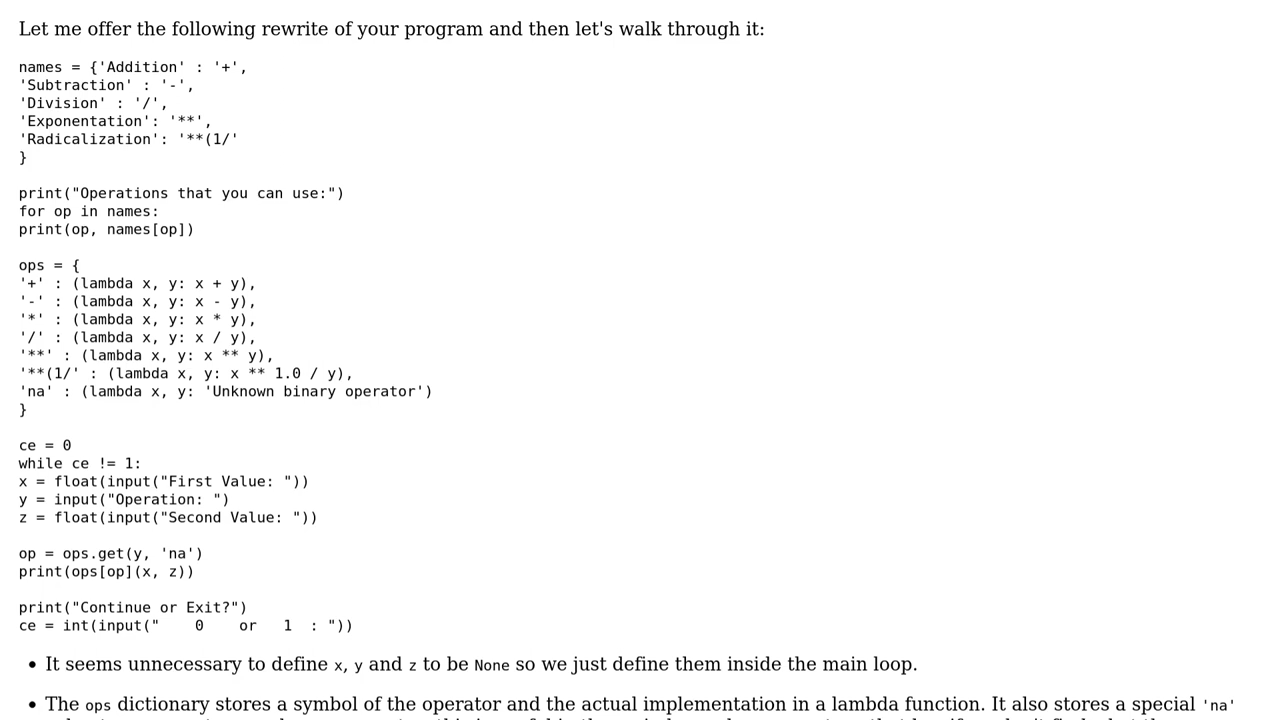 Let me offer the following rewrite of your program and then let's walk through it:
names = {'Addition' : '+',
'Subtraction' : '-',
'Division' : '/',
'Exponentation': '**',
'Radicalization': '**(1/'
}
print("Operations that you can use:")
for op in names:
print(op, names[op])
ops = {
'+' : (lambda x, y: x + y),
'-' : (lambda x, y: x - y),
'*' : (lambda x, y: x * y),
'/' : (lambda x, y: x / y),
'**' : (lambda x, y: x ** y),
'**(1/' : (lambda x, y: x ** 1.0 / y),
'na' : (lambda x, y: 'Unknown binary operator')
}
ce = 0
while ce != 1:
x = float(input("First Value: "))
y = input("Operation: ")
z = float(input("Second Value: "))
op = ops.get(y, 'na')
print(ops[op](x, z))
print("Continue or Exit?")
ce = int(input("    0    or   1  : "))
• It seems unnecessary to define x, y and z to be None so we just define them inside the main loop.
• The ops dictionary stores a symbol of the operator and the actual implementation in a lambda function. It also stores a special 'na'